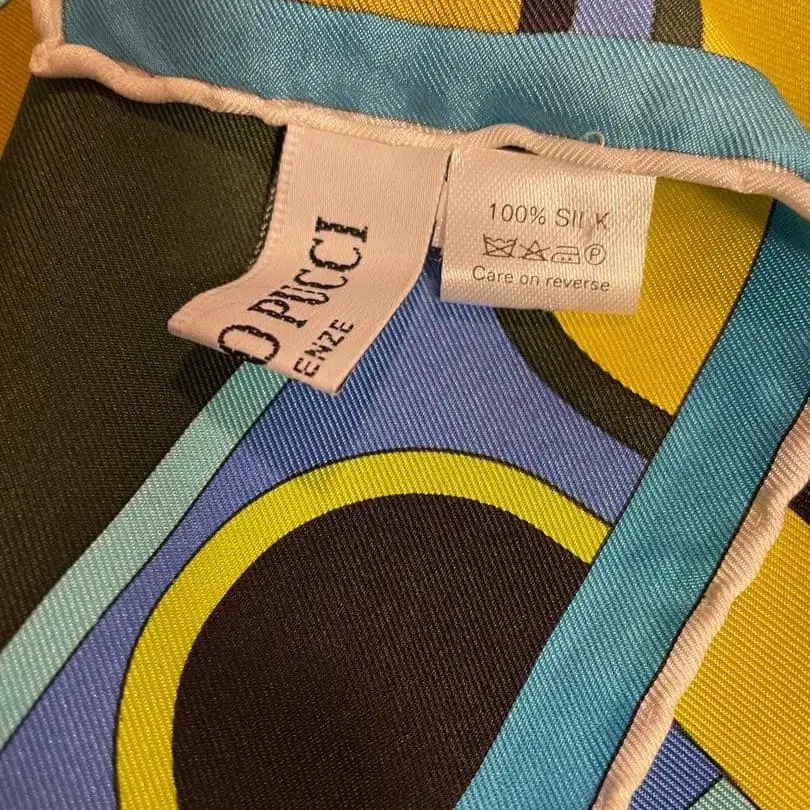 O PUCCI
ENZE
100% SILK
Care on reverse